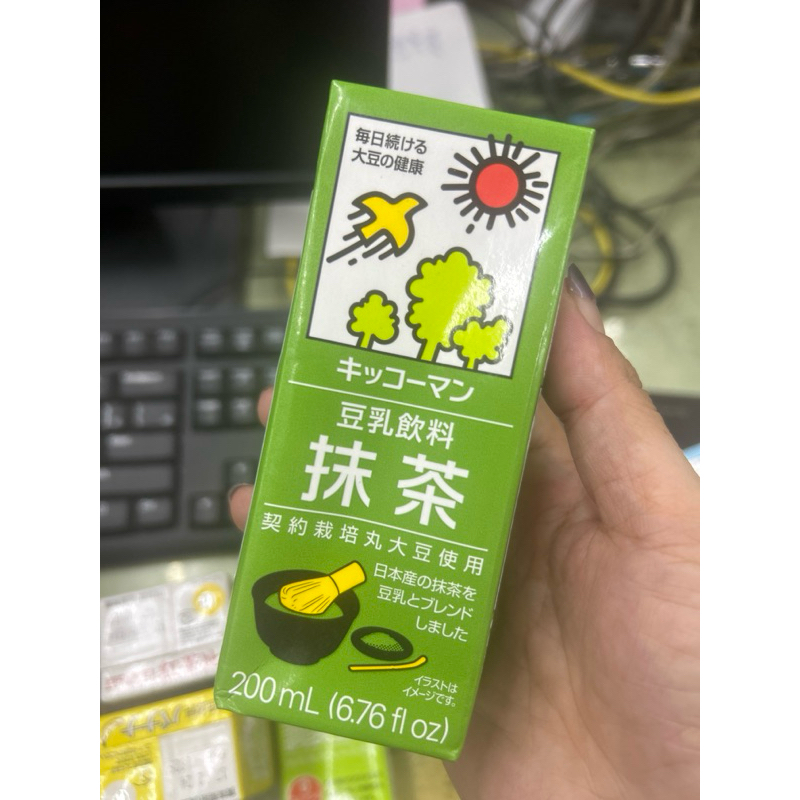 毎日続ける
大豆の健康
キッコーマン
豆乳飲料
抹茶
契約栽培丸大豆使用
日本産の抹茶を
豆乳とブレンド
しました
イラストは
イメージです。
200mL (6.76 fl oz)